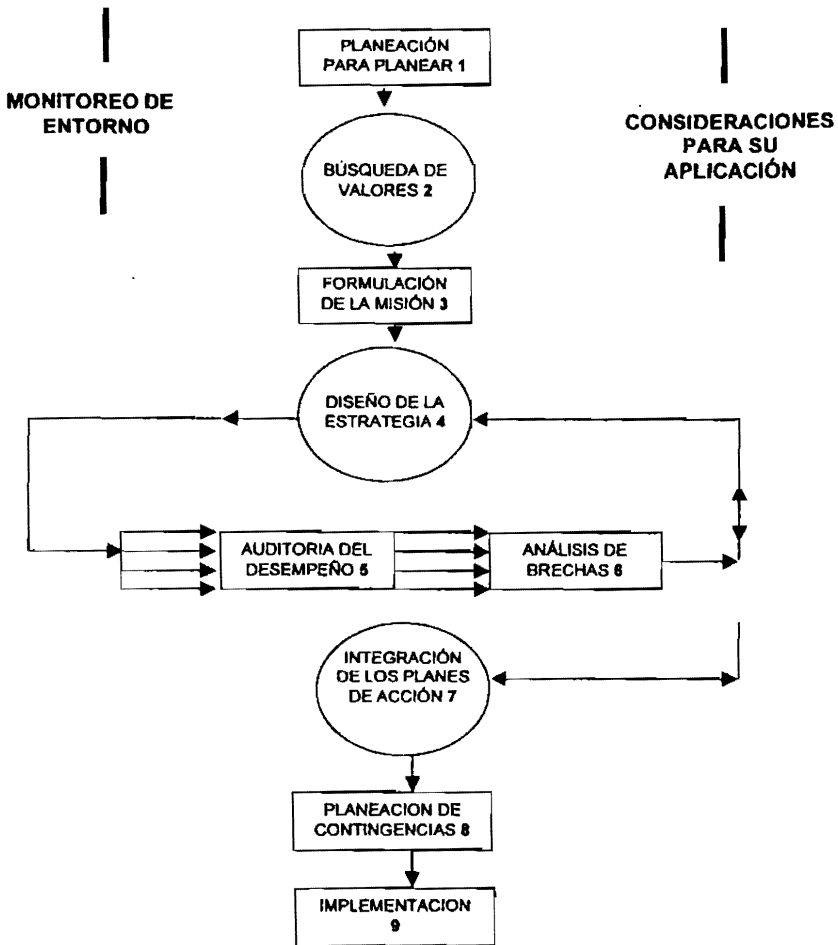 PLANEACIÓN
PARA PLANEAR 1
MONITOREO DE
ENTORNO
CONSIDERACIONES
PARA SU
APLICACIÓN
BÚSQUEDA DE
VALORES 2
FORMULACIÓN
DE LA MISIÓN 3
DISEÑO DE LA
ESTRATEGIA 4
AUDITORIA DEL
DESEMPEÑO 5
ANÁLISIS DE
BRECHAS 6
INTEGRACIÓN
DE LOS PLANES
DE ACCIÓN 7
PLANEACION DE
CONTINGENCIAS 8
IMPLEMENTACION
9